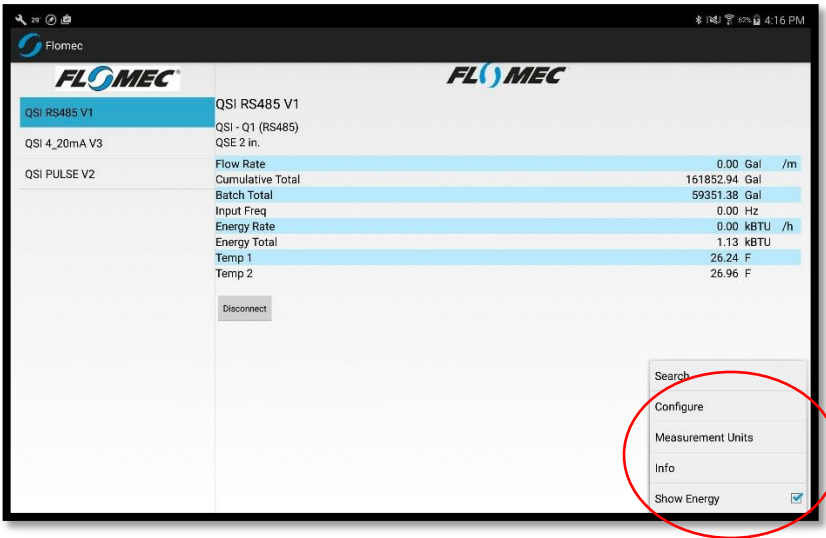 29° 62% 4:16 PM
Flomec
FLOMEC
FLOMEC
QSI RS485 V1
QSI 4_20mA V3
QSI PULSE V2
QSI RS485 V1
QSI - Q1 (RS485)
QSE 2 in.
Flow Rate 0.00 Gal /m
Cumulative Total 161852.94 Gal
Batch Total 59351.38 Gal
Input Freq 0.00 Hz
Energy Rate 0.00 kBTU /h
Energy Total 1.13 kBTU
Temp 1 26.24 F
Temp 2 26.96 F
Disconnect
Search
Configure
Measurement Units
Info
Show Energy